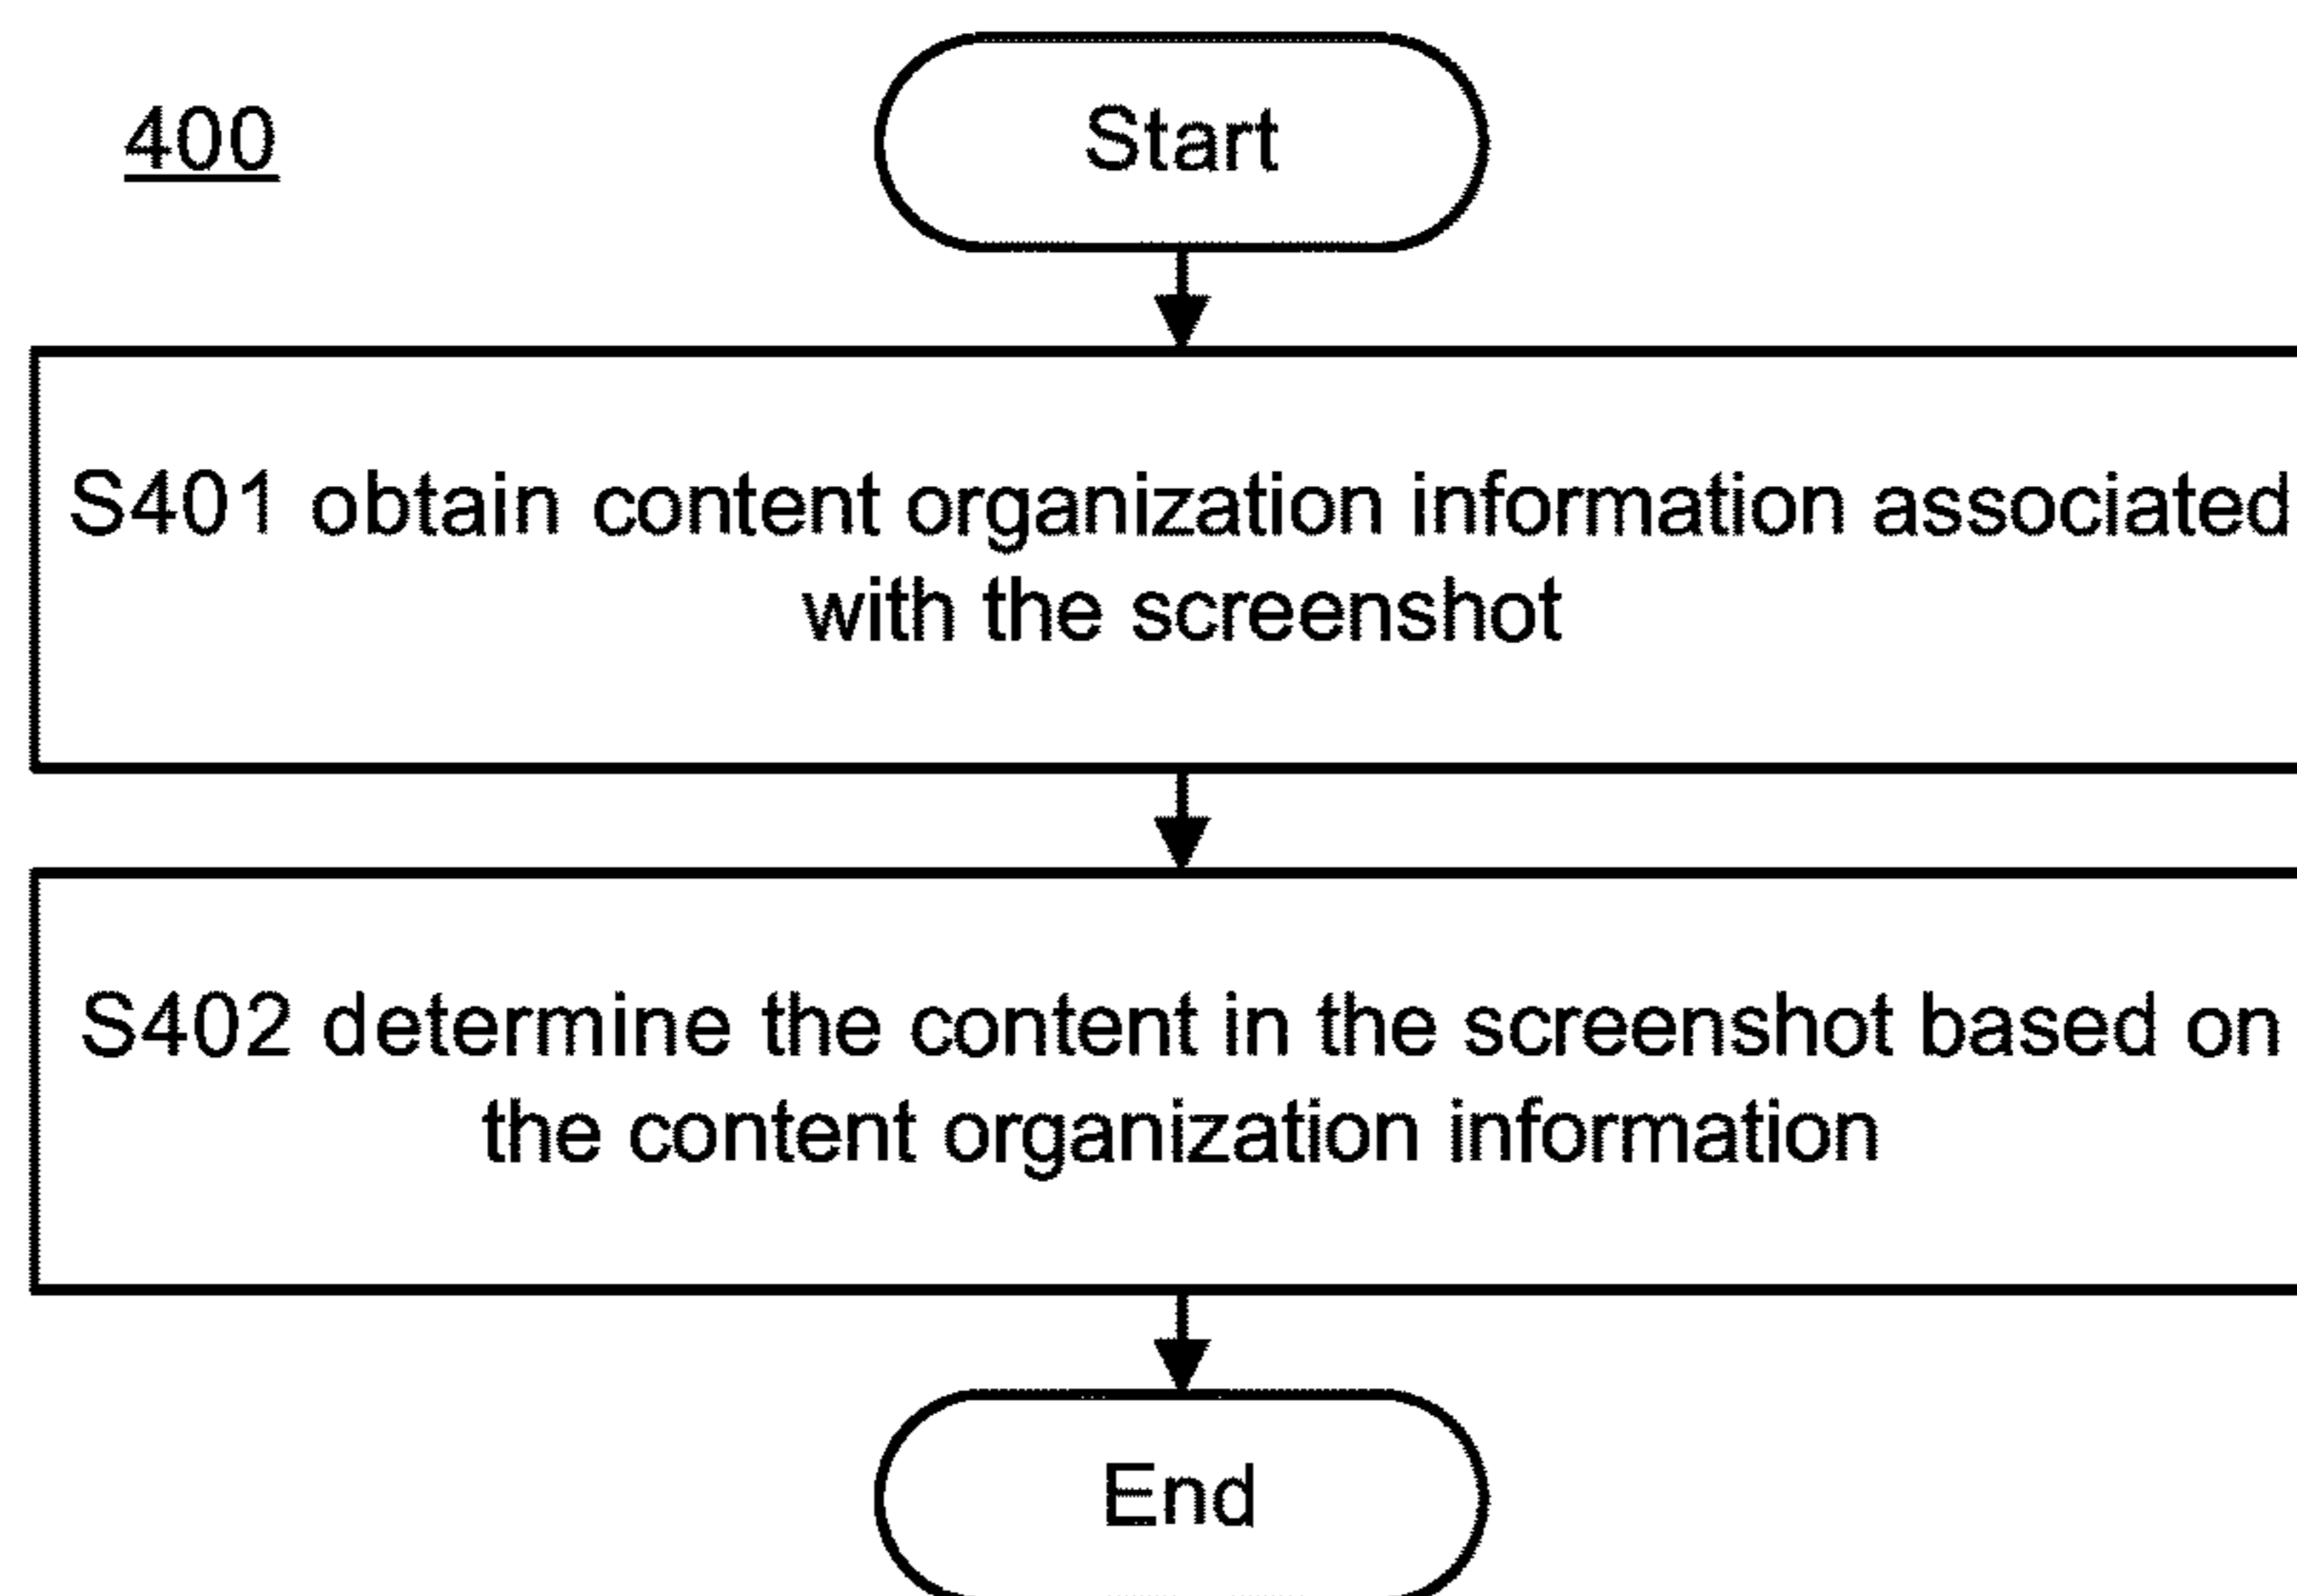 400
Start
S401 obtain content organization information associated
with the screenshot
S402 determine the content in the screenshot based on
the content organization information
End